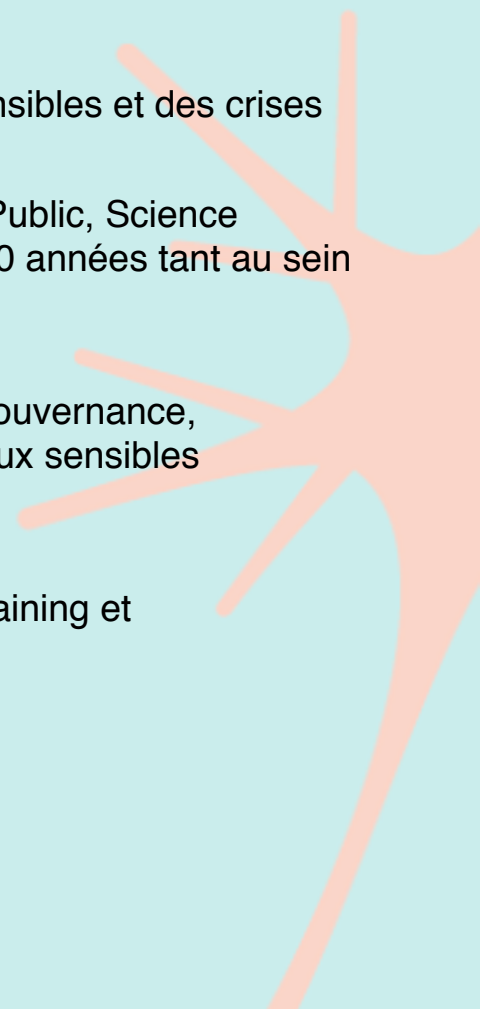 nsibles et des crises
Public, Science
0 années tant au sein
ouvernance,
ux sensibles
aining et